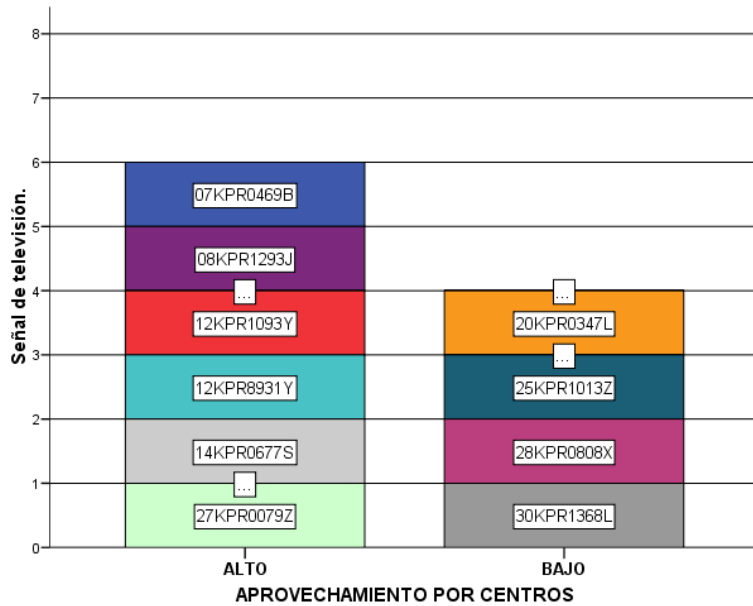 8
7
6
5
4
3
2
1
0
Señal de televisión.
07KPR0469B
08KPR1293J
...
12KPR1093Y
12KPR8931Y
14KPR0677S
...
27KPR0079Z
...
20KPR0347L
...
25KPR1013Z
28KPR0808X
30KPR1368L
ALTO
BAJO
APROVECHAMIENTO POR CENTROS